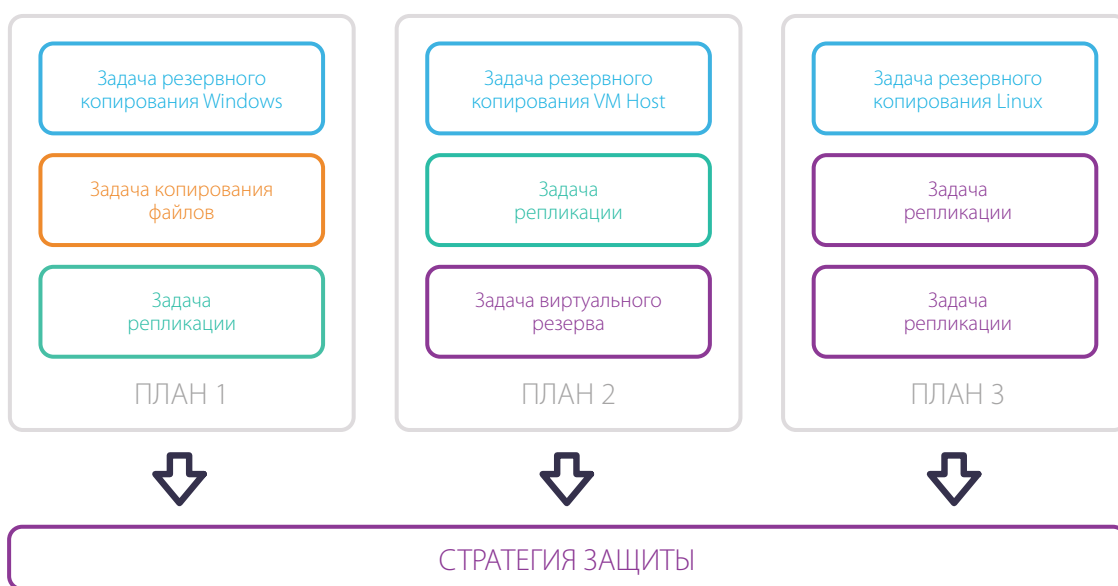 Задача резервного
копирования Windows
Задача копирования
файлов
Задача
репликации
ПЛАН 1
Задача резервного
копирования VM Host
Задача
репликации
Задача виртуального
резерва
ПЛАН 2
Задача резервного
копирования Linux
Задача
репликации
Задача
репликации
ПЛАН 3
СТРАТЕГИЯ ЗАЩИТЫ